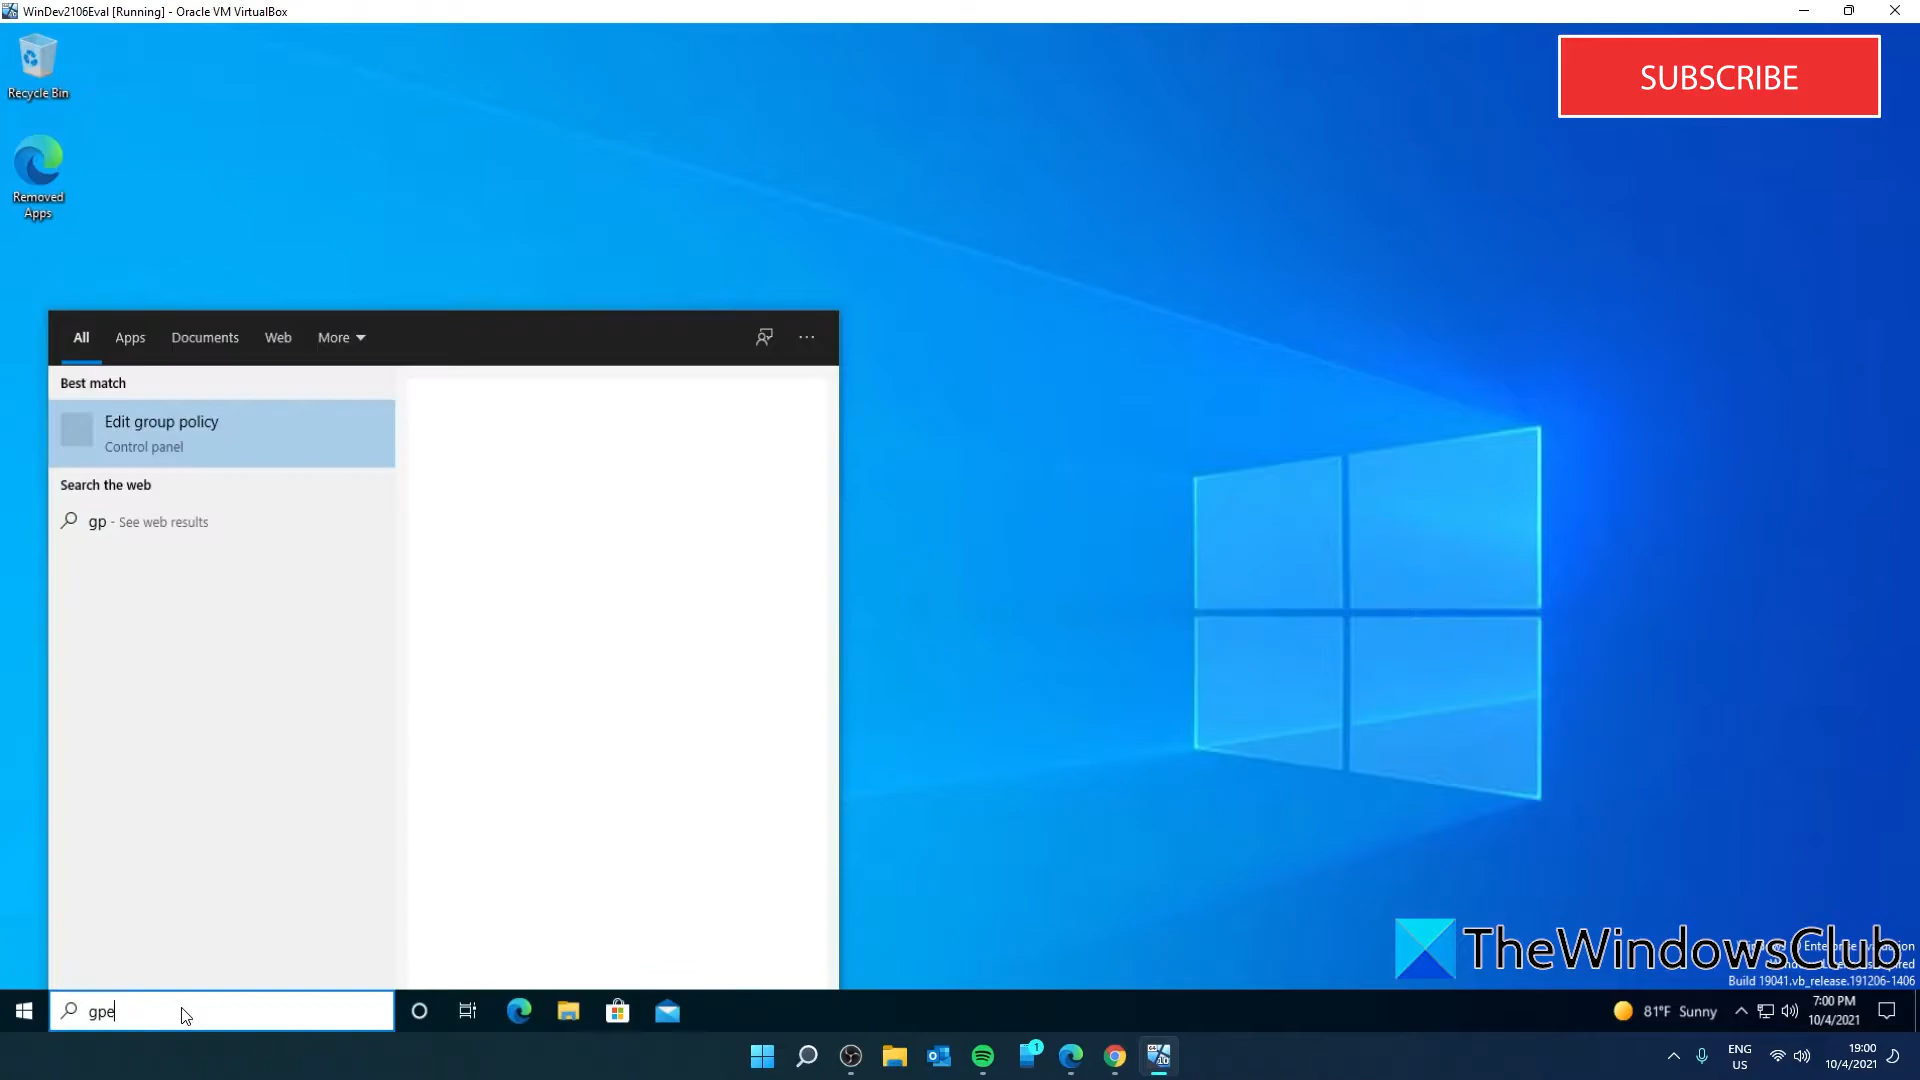 WinDev2106Eval [Running] - Oracle VM VirtualBox
Recycle Bin
SUBSCRIBE
Removed
Apps
All Apps Documents Web More
Best match
Edit group policy
Control panel
Search the web
gp - See web results
TheWindowsClub
Build 19041.vb_release.191206-1406
gpe
81°F Sunny
7:00 PM
10/4/2021
1
ENG
US
19:00
10/4/2021